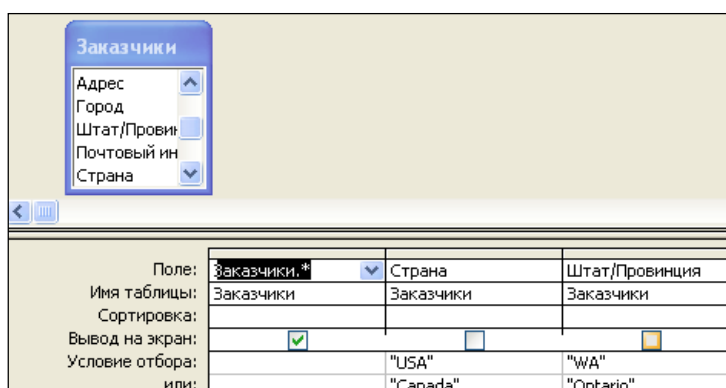 Заказчики
Адрес
Город
Штат/Провин
Почтовый ин
Страна
Поле: Заказчики.* Страна Штат/Провинция
Имя таблицы: Заказчики Заказчики Заказчики
Сортировка:
Вывод на экран:
Условие отбора: "USA" "WA"
или: "Canada" "Ontario"